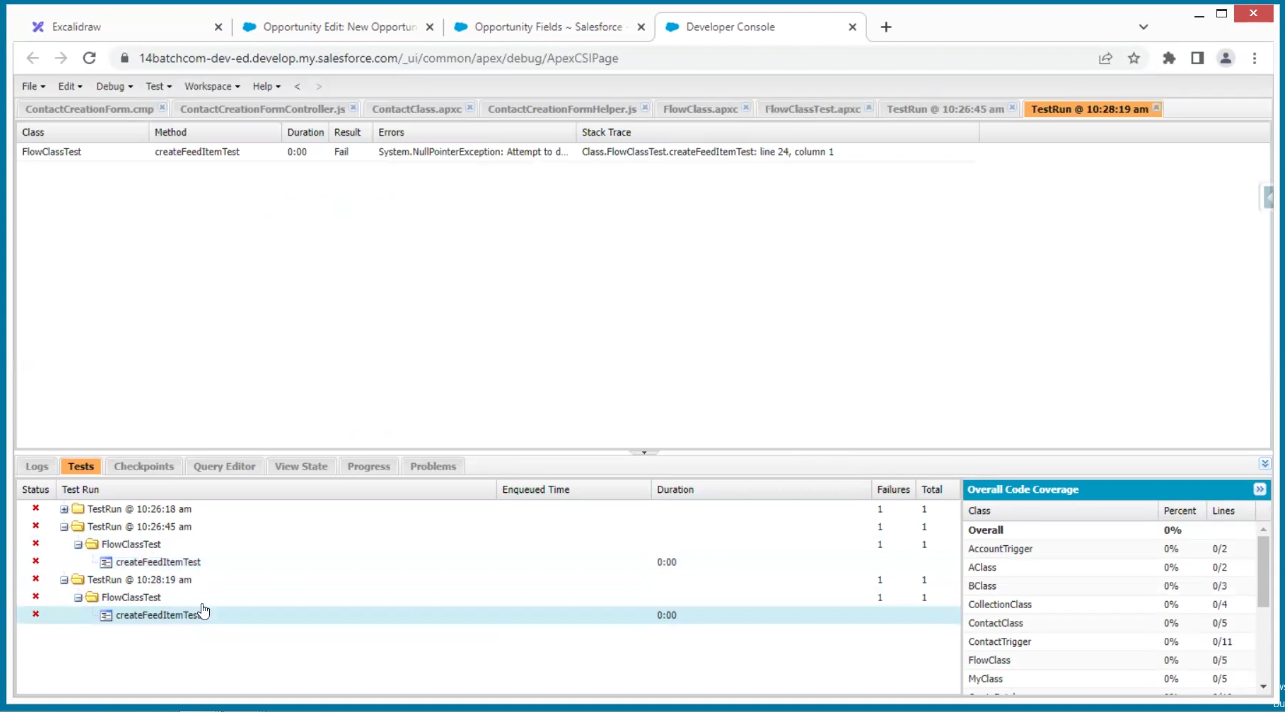 Excalidraw
Opportunity Edit: New Opportun
Opportunity Fields ~ Salesforce
Developer Console
14batchcom-dev-ed.develop.my.salesforce.com/_ui/common/apex/debug/ApexCSIPage
File Edit Debug Test Workspace Help < >
ContactCreationForm.cmp ContactCreationFormController.js ContactClass.apxc ContactCreationFormHelper.js FlowClass.apxc FlowClassTest.apxc TestRun @ 10:26:45 am TestRun @ 10:28:19 am
Class Method Duration Result Errors Stack Trace
FlowClassTest createFeedItemTest 0:00 Fail System.NullPointerException: Attempt to d... Class.FlowClassTest.createFeedItemTest: line 24, column 1
Logs Tests Checkpoints Query Editor View State Progress Problems
Status Test Run Enqueued Time Duration Failures Total
TestRun @ 10:26:18 am 1 1
TestRun @ 10:26:45 am 1 1
FlowClassTest 1 1
createFeedItemTest 0:00
TestRun @ 10:28:19 am 1 1
FlowClassTest 1 1
createFeedItemTest 0:00
Overall Code Coverage
Class Percent Lines
Overall 0%
AccountTrigger 0% 0/2
AClass 0% 0/2
BClass 0% 0/3
CollectionClass 0% 0/4
ContactClass 0% 0/5
ContactTrigger 0% 0/11
FlowClass 0% 0/5
MyClass 0% 0/5